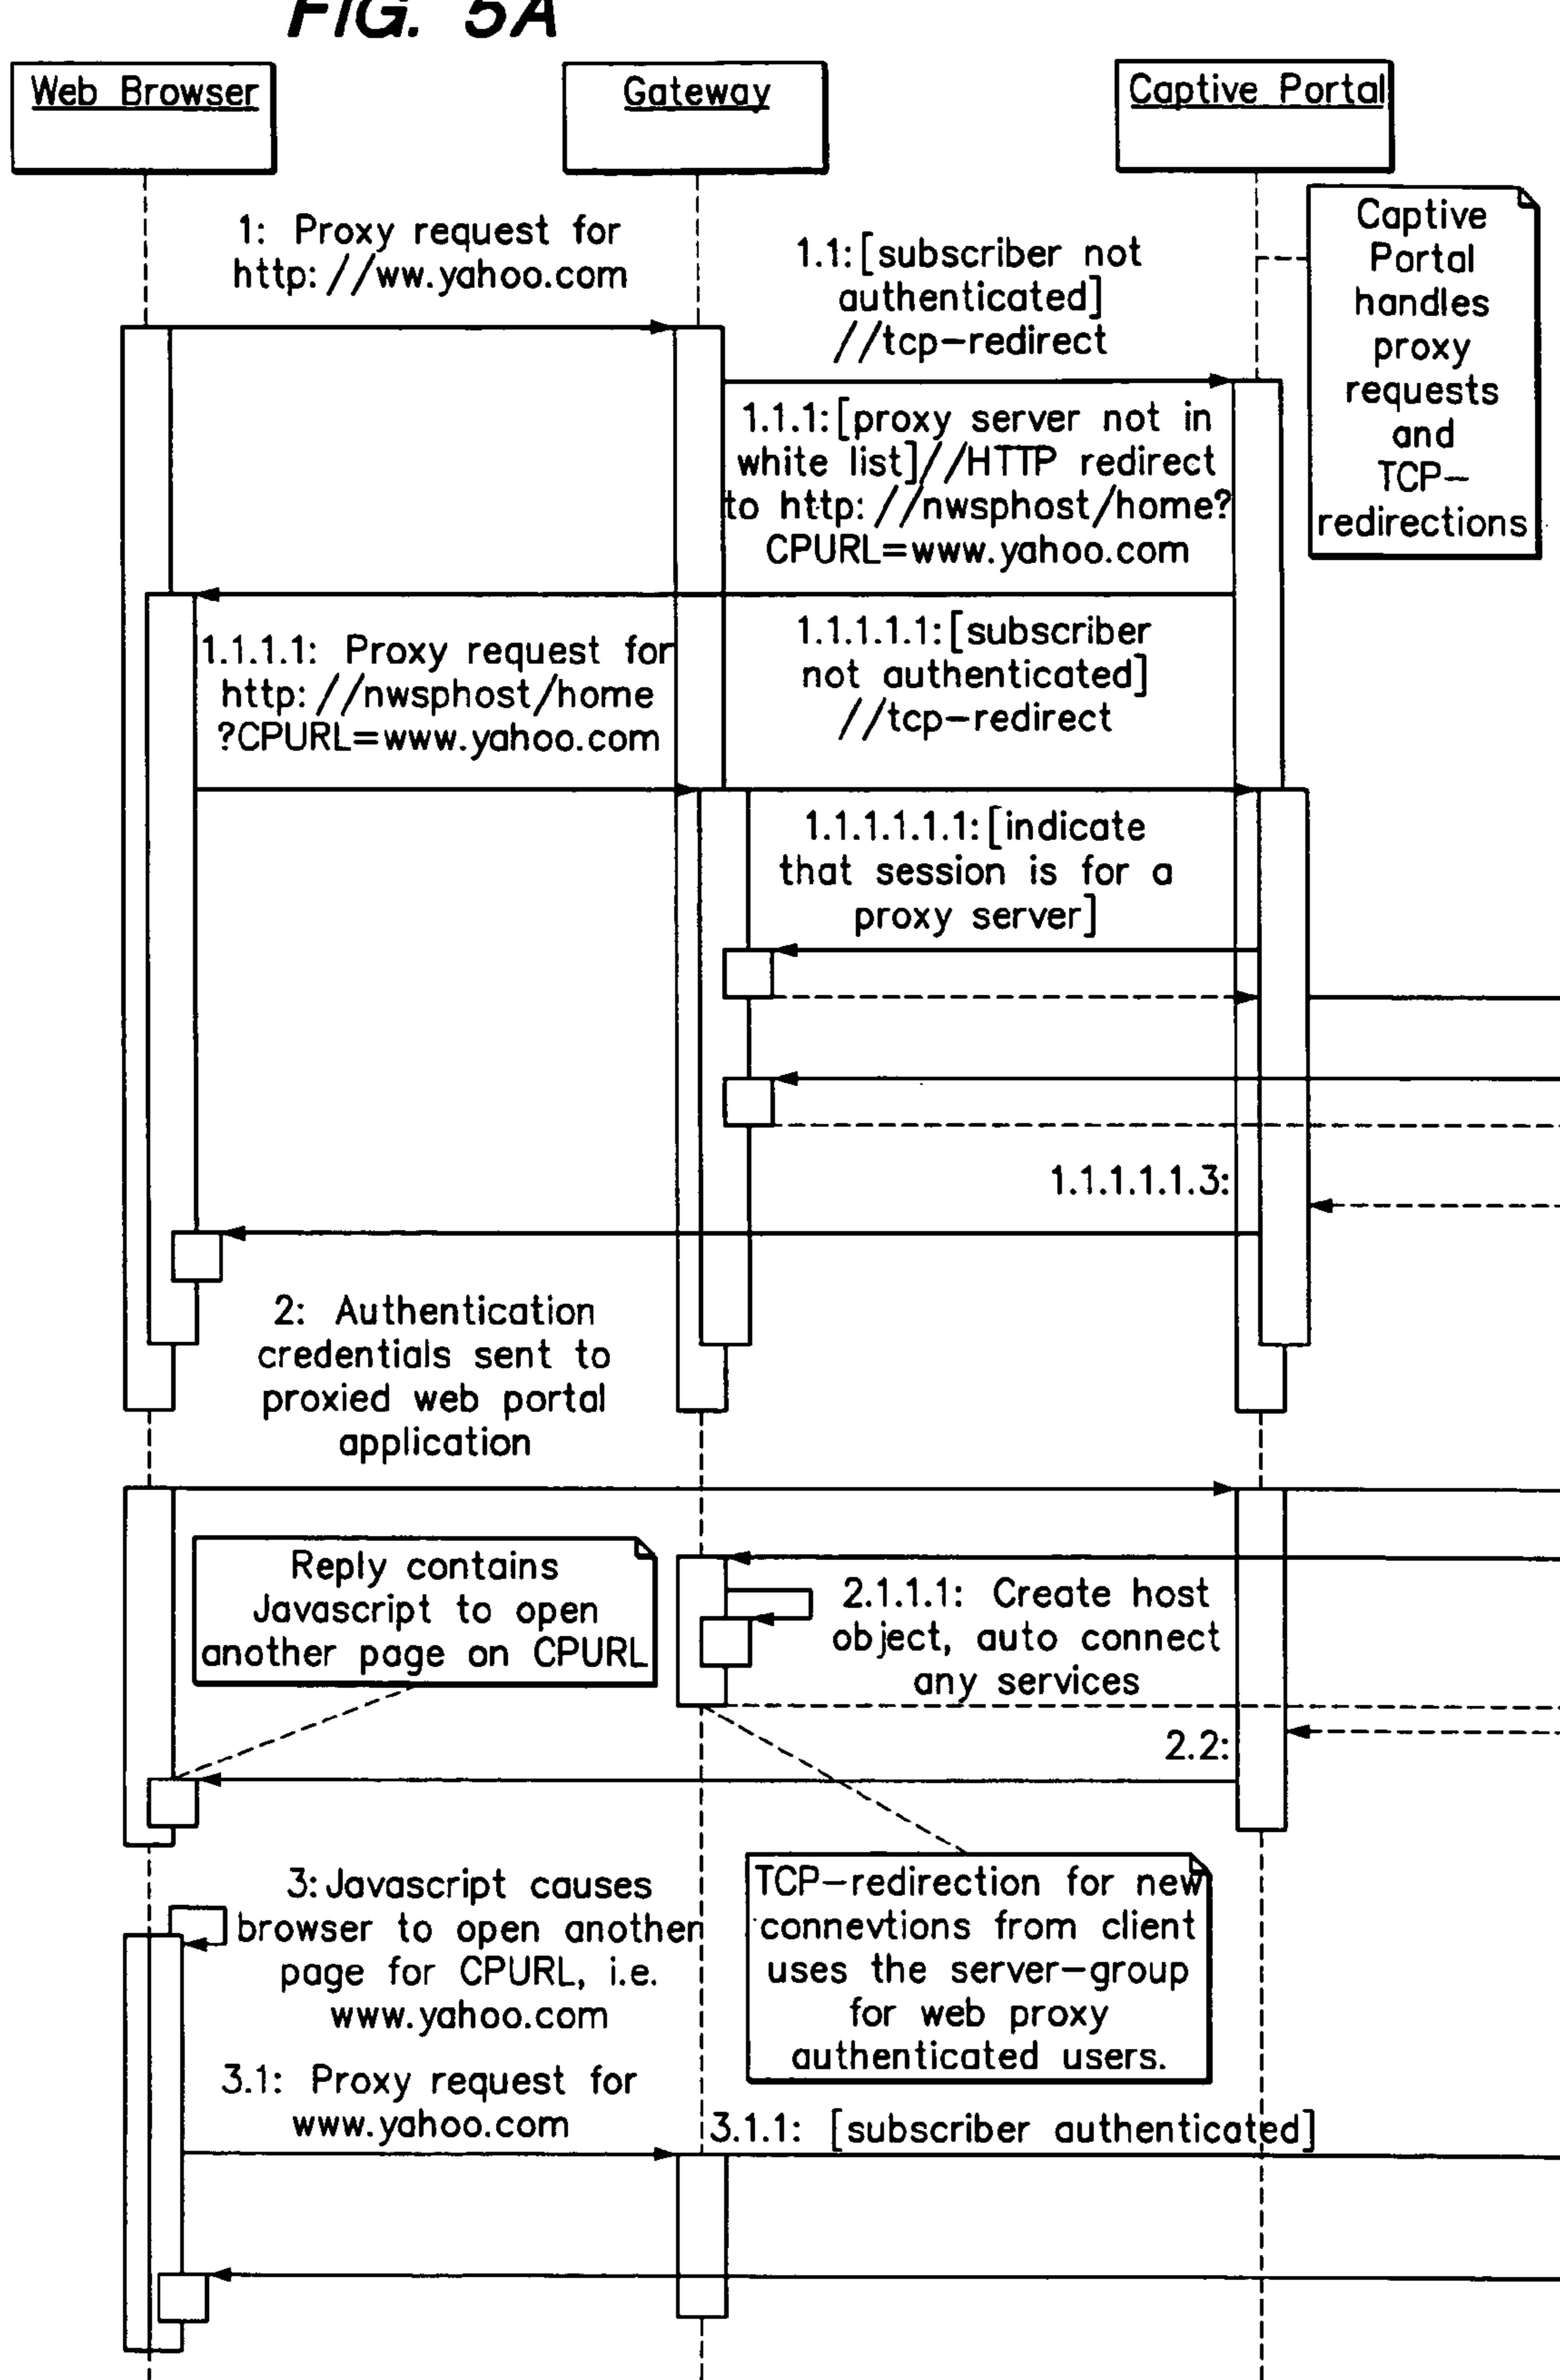 FIG. 5A
Web Browser
Gateway
Captive Portal
Captive
Portal
handles
proxy
requests
and
TCP-
redirections
1: Proxy request for
http://ww.yahoo.com
1.1:[subscriber not
authenticated]
//tcp-redirect
1.1.1:[proxy server not in
white list]//HTTP redirect
to http://nwsphost/home?
CPURL=www.yahoo.com
1.1.1.1: Proxy request for
http://nwsphost/home
?CPURL=www.yahoo.com
1.1.1.1.1:[subscriber
not authenticated]
//tcp-redirect
1.1.1.1.1.1:[indicate
that session is for a
proxy server]
1.1.1.1.1.3:
2: Authentication
credentials sent to
proxied web portal
application
Reply contains
Javascript to open
another page on CPURL
2.1.1.1: Create host
object, auto connect
any services
2.2:
3:Javascript causes
browser to open another
page for CPURL, i.e.
www.yahoo.com
TCP-redirection for new
connevtions from client
uses the server-group
for web proxy
authenticated users.
3.1: Proxy request for
www.yahoo.com
3.1.1: [subscriber authenticated]